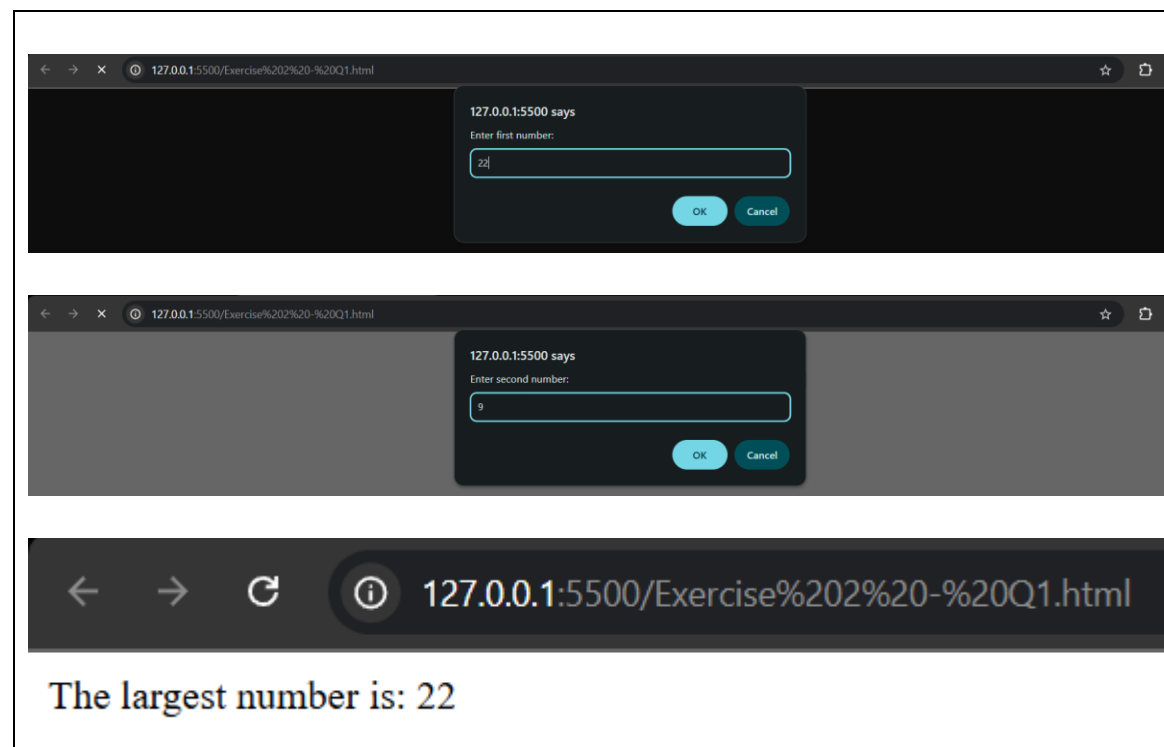 127.0.0.1:5500/Exercise%202%20-%20Q1.html
127.0.0.1:5500 says
Enter first number:
22
OK Cancel
127.0.0.1:5500/Exercise%202%20-%20Q1.html
127.0.0.1:5500 says
Enter second number:
9
OK Cancel
127.0.0.1:5500/Exercise%202%20-%20Q1.html
The largest number is: 22